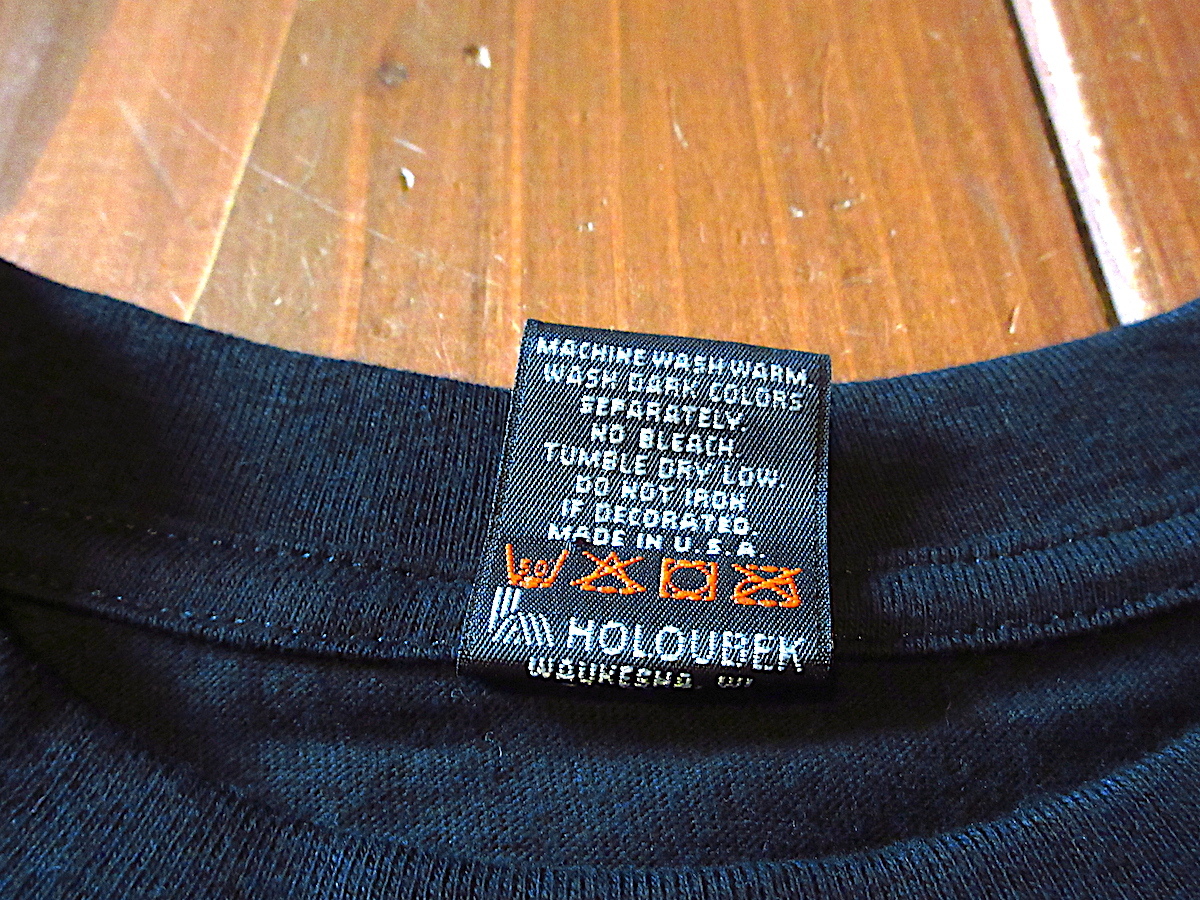 MACHINE WASH WARM.
WASH DARK COLORS
SEPARATELY.
NO BLEACH.
TUMBLE DRY LOW
DO NOT IRON
IF DECORATED.
MADE IN U.S.A.
50
HOLOUBEK
WAUKESHA, WI